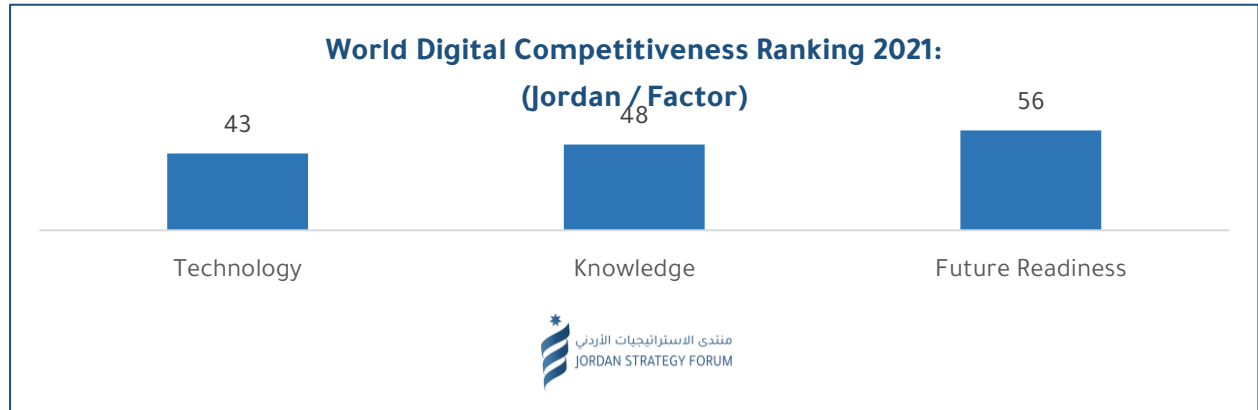 World Digital Competitiveness Ranking 2021:
(Jordan / Factor)
43
48
56
Technology
Knowledge
Future Readiness
منتدى الاستراتيجيات الأردني
JORDAN STRATEGY FORUM